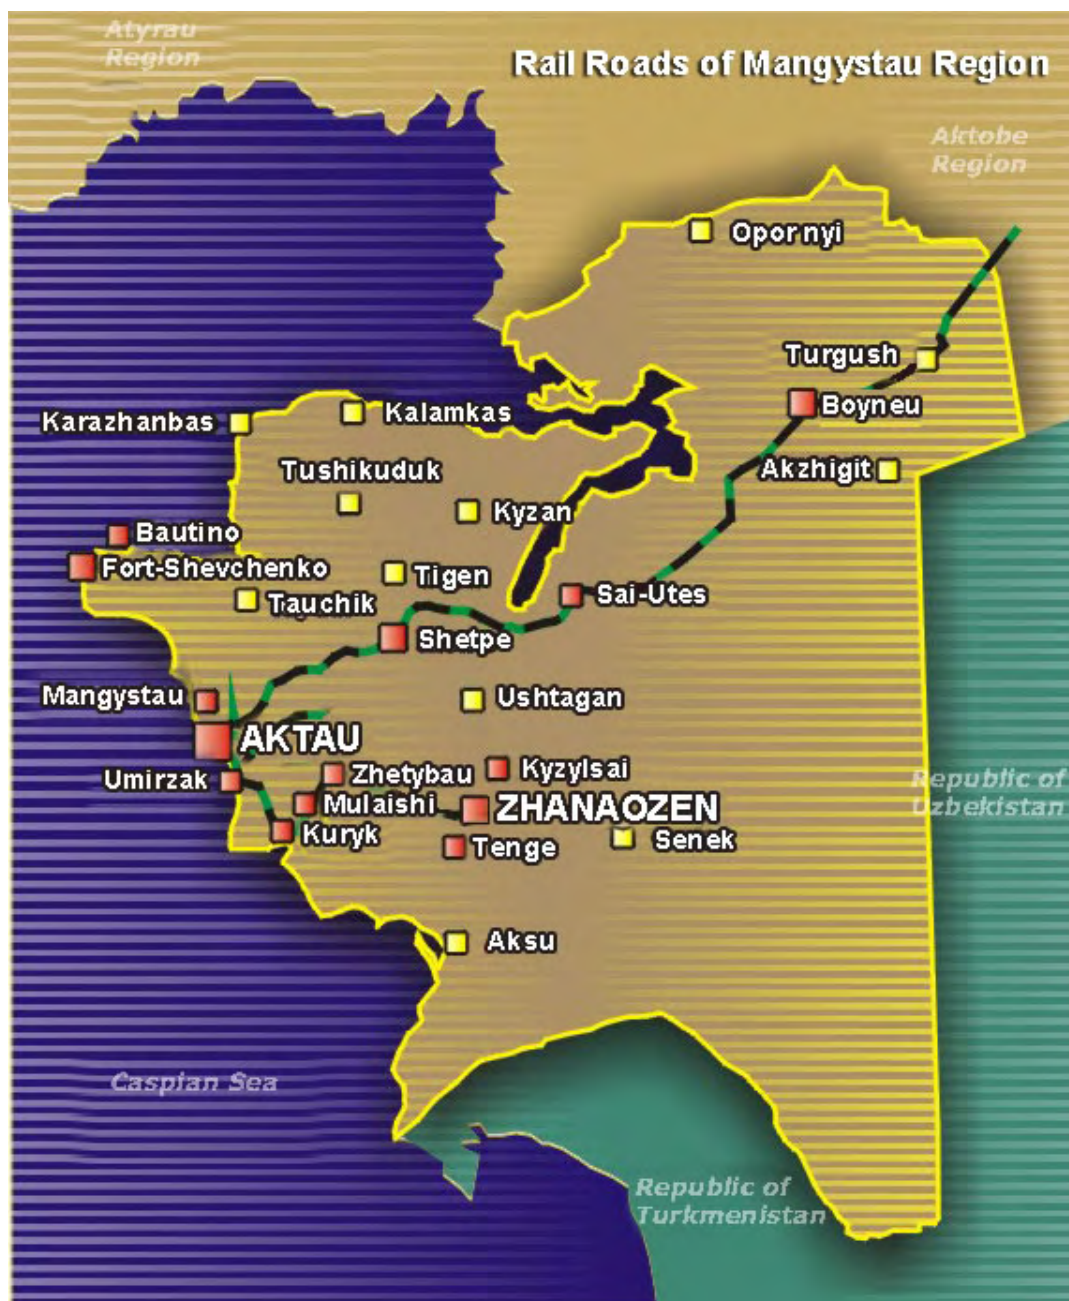 Atyrau
Region
Rail Roads of Mangystau Region
Aktobe
Region
Opornyi
Turgush
Boyneu
Karazhanbas
Kalamkas
Akzhigit
Tushikuduk
Kyzan
Bautino
Fort-Shevchenko
Tigen
Tauchik
Sai-Utes
Shetpe
Mangystau
Ushtagan
AKTAU
Umirzak
Zhetybau
Kyzylsai
Republic of
Uzbekistan
Mulaishi
ZHANAOZEN
Kuryk
Tenge
Senek
Aksu
Caspian Sea
Republic of
Turkmenistan